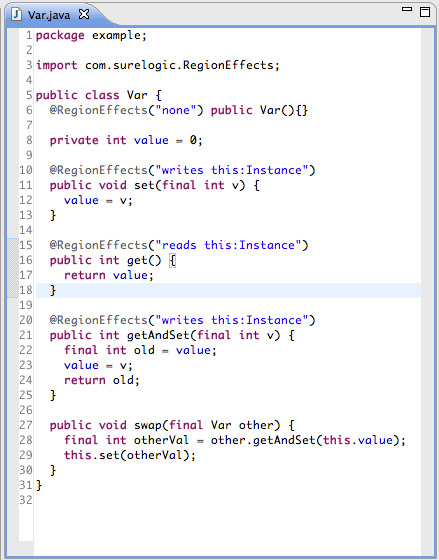 Var.java
1 package example;
2
3 import com.surelogic.RegionEffects;
4
5 public class Var {
6   @RegionEffects("none") public Var(){}
7
8   private int value = 0;
9
10   @RegionEffects("writes this:Instance")
11   public void set(final int v) {
12     value = v;
13   }
14
15   @RegionEffects("reads this:Instance")
16   public int get() {
17     return value;
18   }
19
20   @RegionEffects("writes this:Instance")
21   public int getAndSet(final int v) {
22     final int old = value;
23     value = v;
24     return old;
25   }
26
27   public void swap(final Var other) {
28     final int otherVal = other.getAndSet(this.value);
29     this.set(otherVal);
30   }
31 }
32